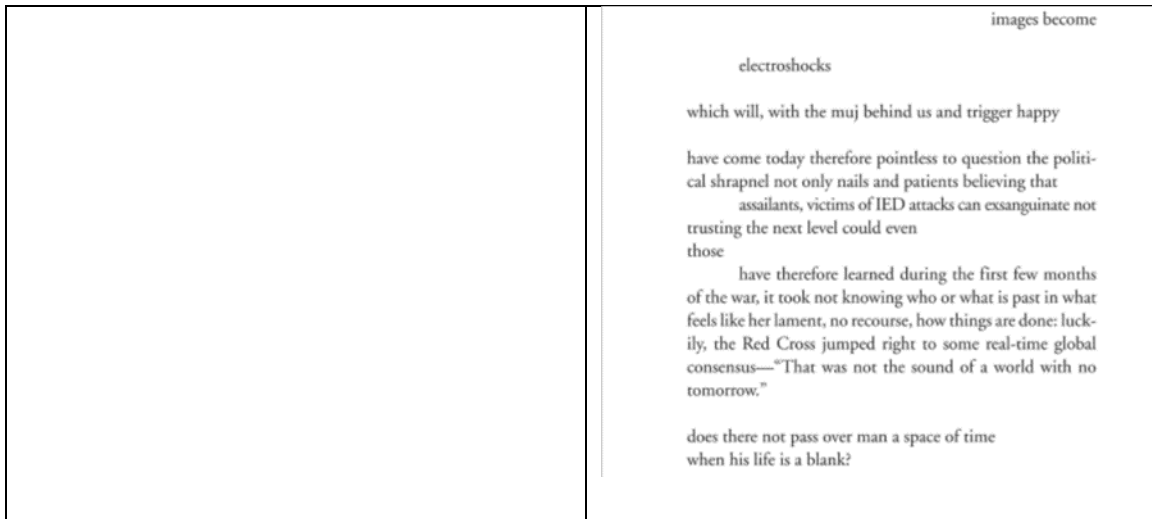 images become
electroshocks
which will, with the muj behind us and trigger happy
have come today therefore pointless to question the politi-
cal shrapnel not only nails and patients believing that
assailants, victims of IED attacks can exsanguinate not
trusting the next level could even
those
have therefore learned during the first few months
of the war, it took not knowing who or what is past in what
feels like her lament, no recourse, how things are done: luck-
ily, the Red Cross jumped right to some real-time global
consensus—“That was not the sound of a world with no
tomorrow.”
does there not pass over man a space of time
when his life is a blank?